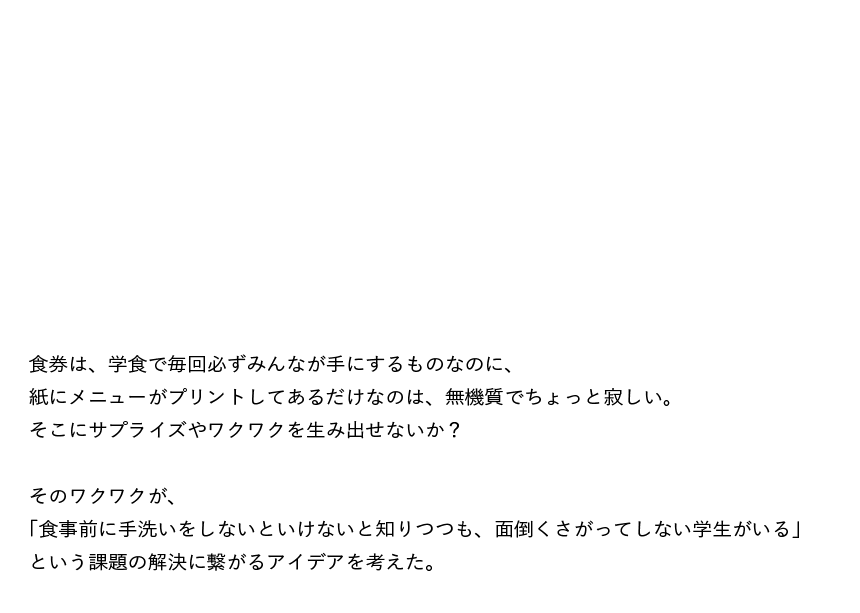 食券は、学食で毎回必ずみんなが手にするものなのに、
紙にメニューがプリントしてあるだけなのは、無機質でちょっと寂しい。
そこにサプライズやワクワクを生み出せないか？
そのワクワクが、
「食事前に手洗いをしないといけないと知りつつも、面倒くさがってしない学生がいる」
という課題の解決に繋がるアイデアを考えた。